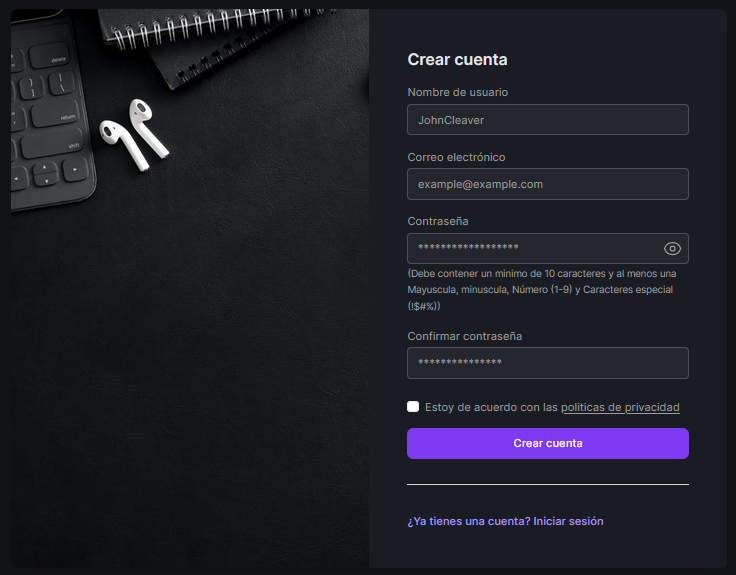 delete
return
shift
Crear cuenta
Nombre de usuario
JohnCleaver
Correo electrónico
example@example.com
Contraseña
******************
(Debe contener un minimo de 10 caracteres y al menos una
Mayuscula, minuscula, Número (1-9) y Caracteres especial
(!$#%))
Confirmar contraseña
***************
Estoy de acuerdo con las politicas de privacidad
Crear cuenta
¿Ya tienes una cuenta? Iniciar sesión